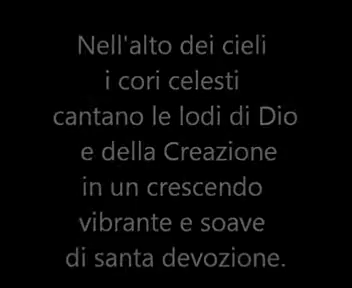 Nell'alto dei cieli
i cori celesti
cantano le lodi di Dio
e della Creazione
in un crescendo
vibrante e soave
di santa devozione.